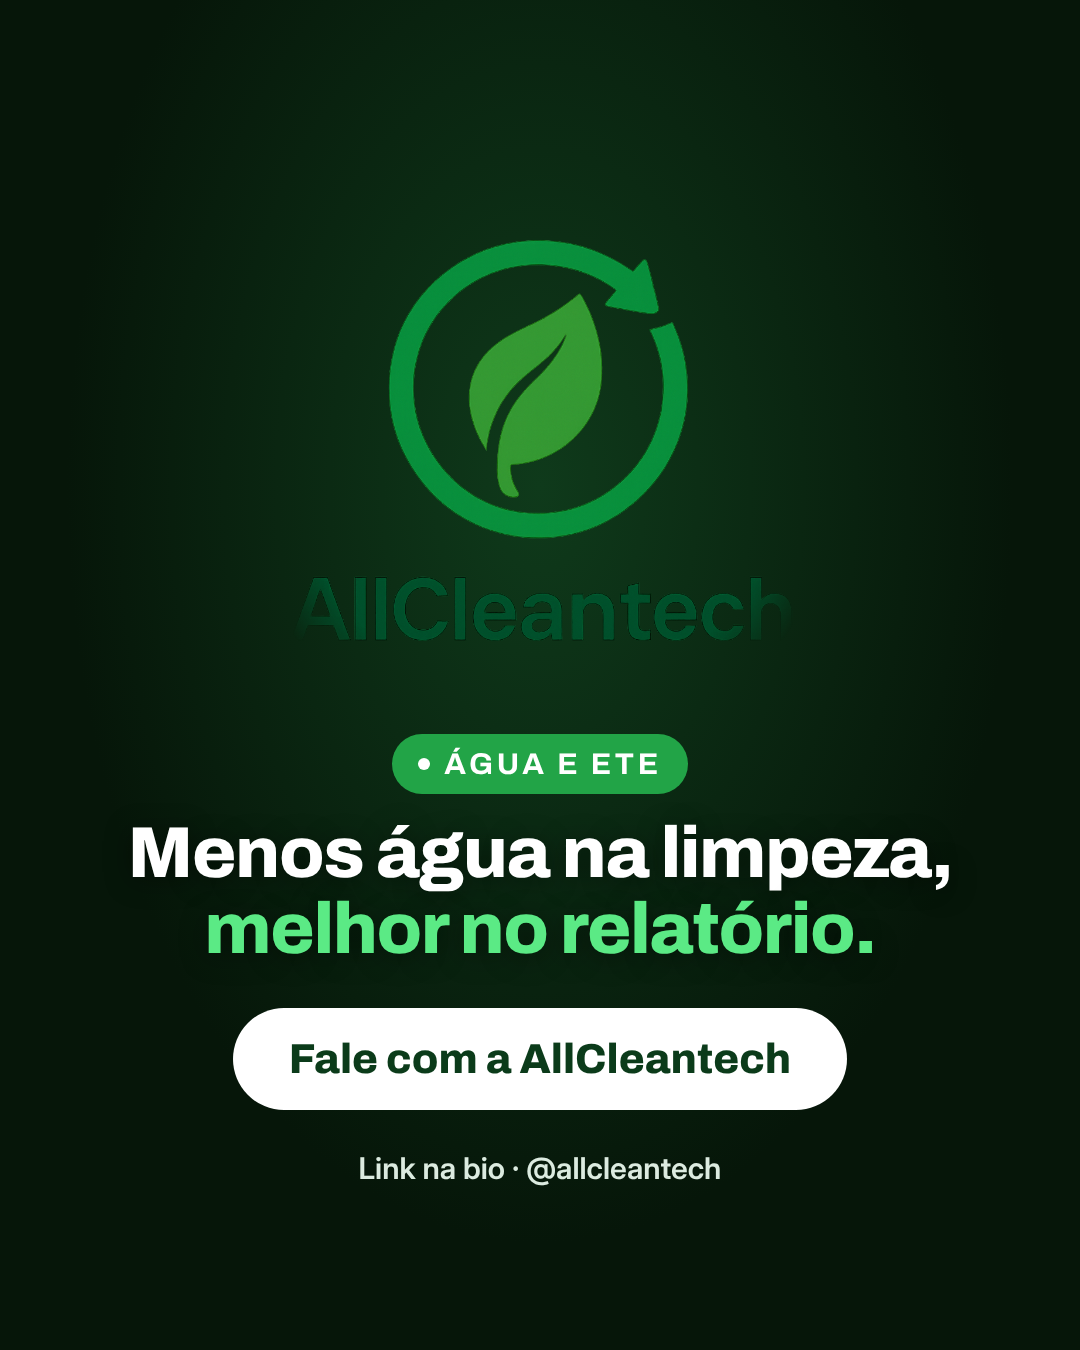 AllCleantech
• ÁGUA E ETE
Menos água na limpeza,
melhor no relatório.
Fale com a AllCleantech
Link na bio · @allcleantech